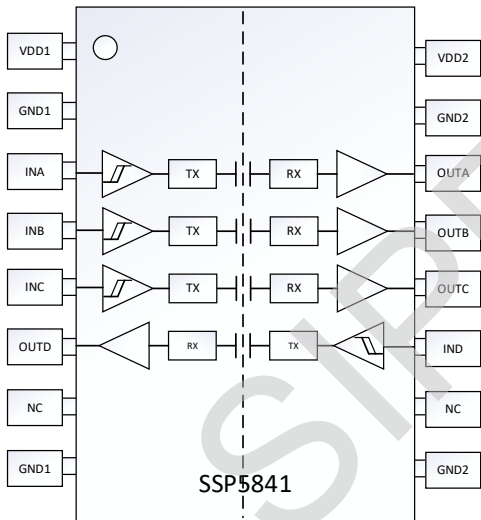 VDD1
VDD2
GND1
GND2
INA
TX
RX
OUTA
INB
TX
RX
OUTB
INC
TX
RX
OUTC
OUTD
RX
TX
IND
NC
NC
GND1
GND2
SSP5841